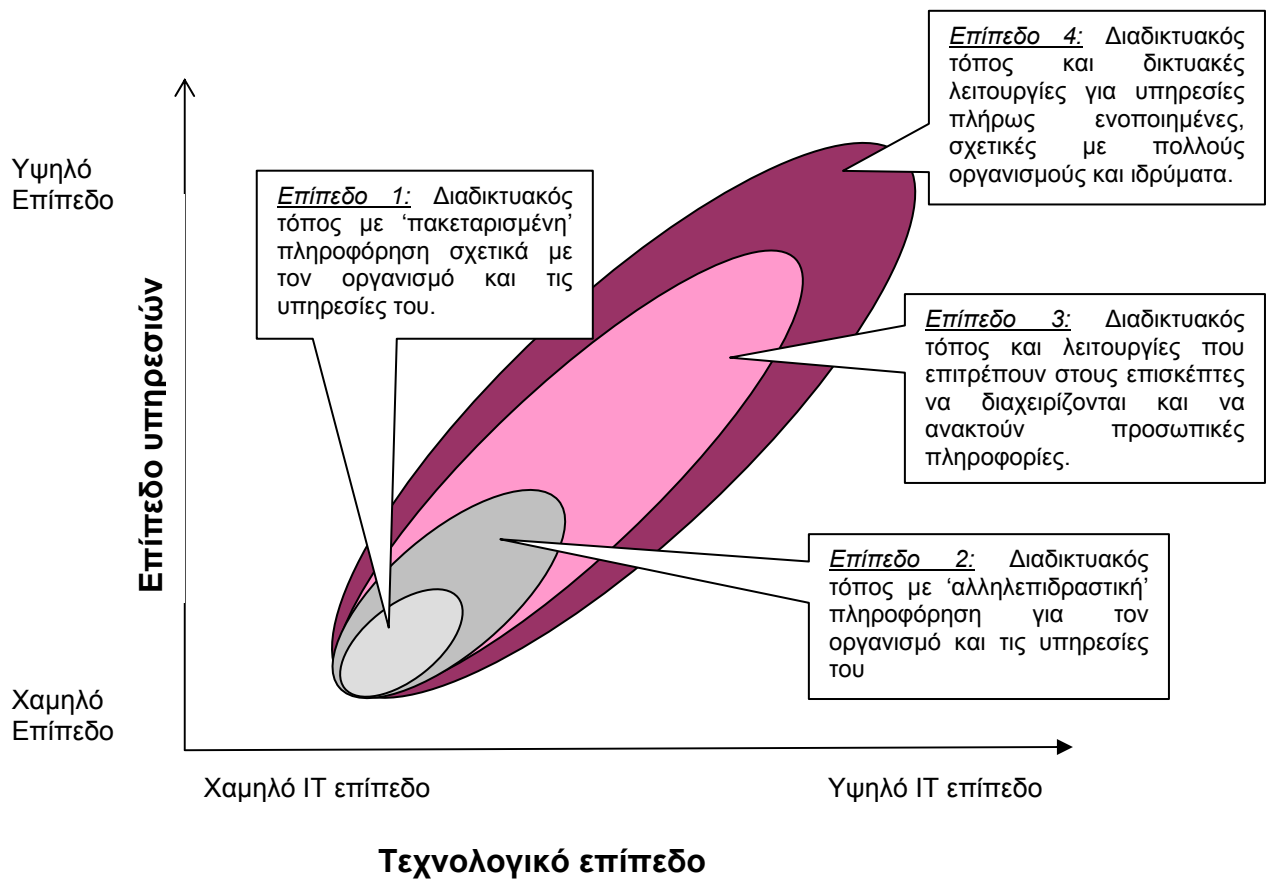 Επίπεδο 4: Διαδικτυακός
τόπος και δικτυακές
λειτουργίες για υπηρεσίες
πλήρως ενοποιημένες,
σχετικές με πολλούς
οργανισμούς και ιδρύματα.
Υψηλό
Επίπεδο
Επίπεδο 1: Διαδικτυακός
τόπος με ‘πακεταρισμένη’
πληροφόρηση σχετικά με
τον οργανισμό και τις
υπηρεσίες του.
Επίπεδο υπηρεσιών
Επίπεδο 3: Διαδικτυακός
τόπος και λειτουργίες που
επιτρέπουν στους επισκέπτες
να διαχειρίζονται και να
ανακτούν προσωπικές
πληροφορίες.
Επίπεδο 2: Διαδικτυακός
τόπος με ‘αλληλεπιδραστική’
πληροφόρηση για τον
οργανισμό και τις υπηρεσίες
του
Χαμηλό
Επίπεδο
Χαμηλό IT επίπεδο
Υψηλό IT επίπεδο
Τεχνολογικό επίπεδο